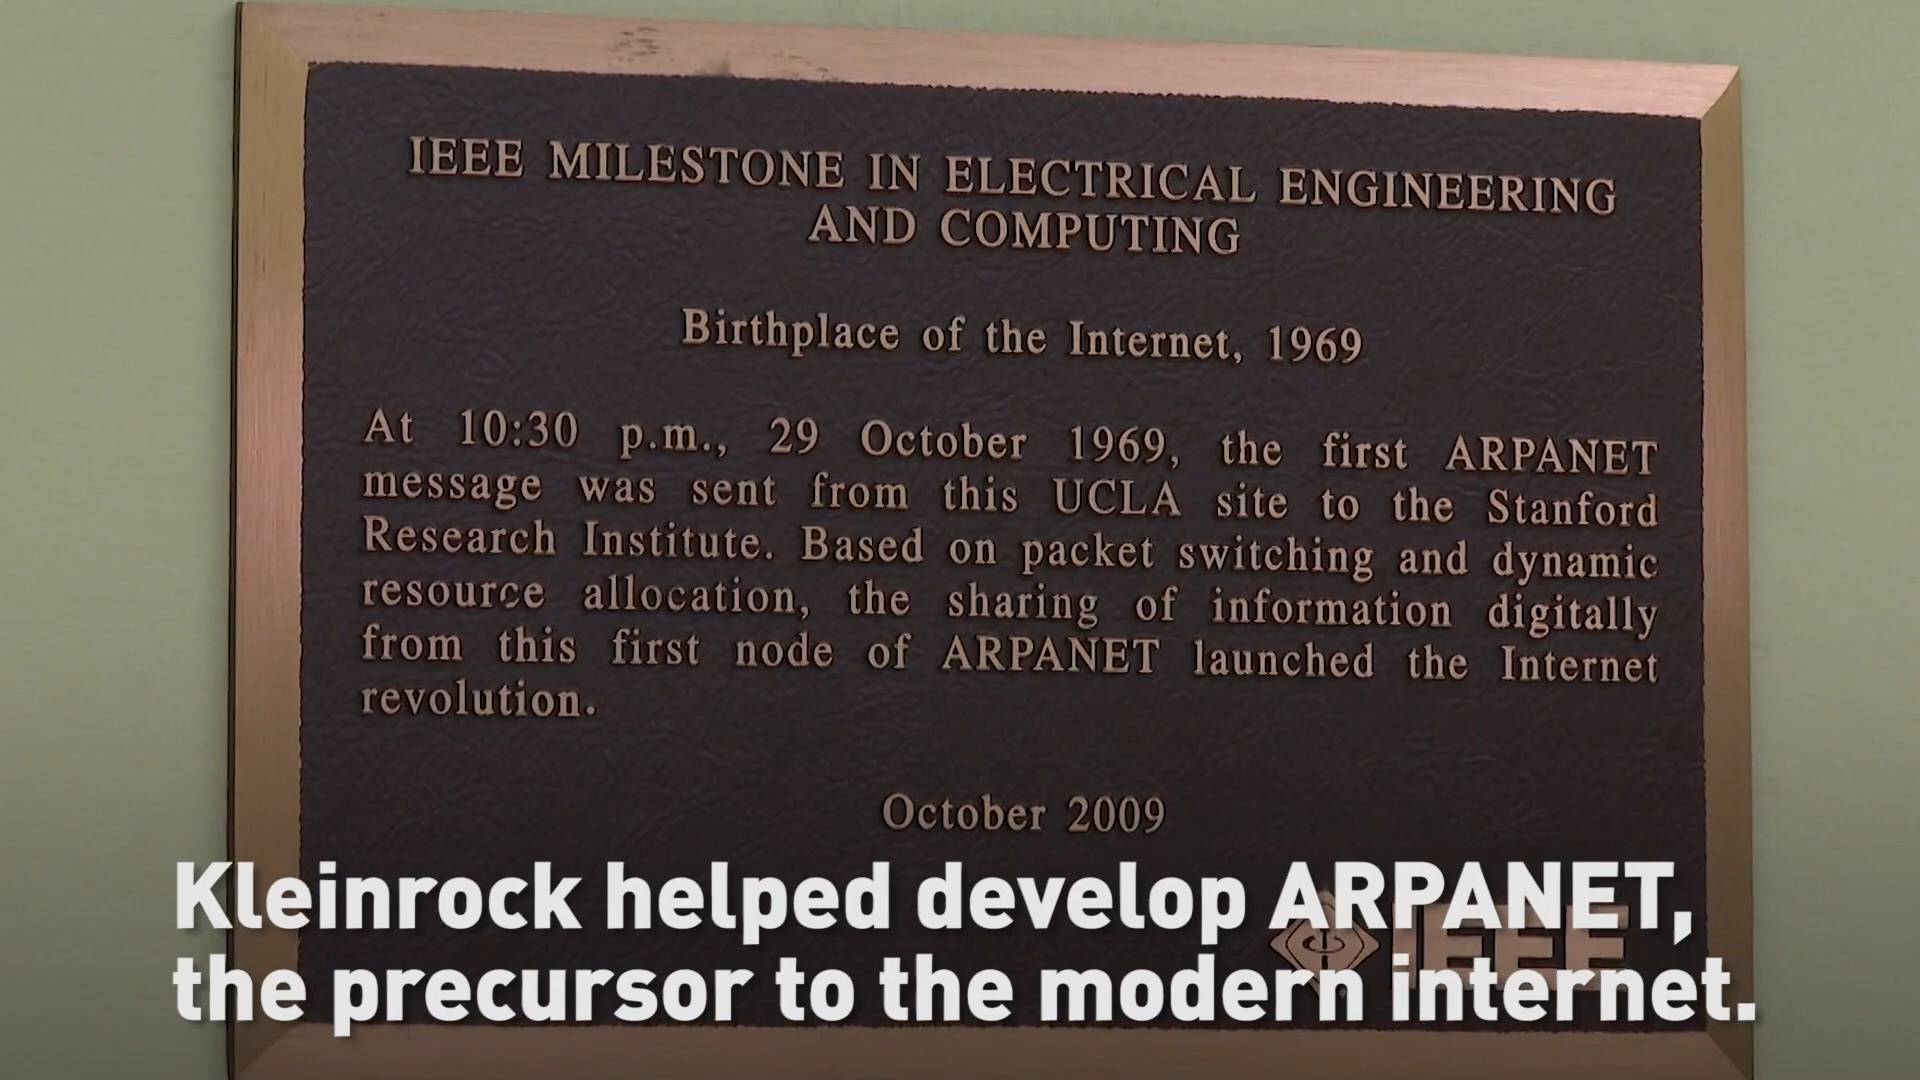 IEEE MILESTONE IN ELECTRICAL ENGINEERING
AND COMPUTING
Birthplace of the Internet, 1969
At 10:30 p.m., 29 October 1969, the first ARPANET
message was sent from this UCLA site to the Stanford
Research Institute. Based on packet switching and dynamic
resource allocation, the sharing of information digitally
from this first node of ARPANET launched the Internet
revolution.
October 2009
IEEE
Kleinrock helped develop ARPANET,
the precursor to the modern internet.